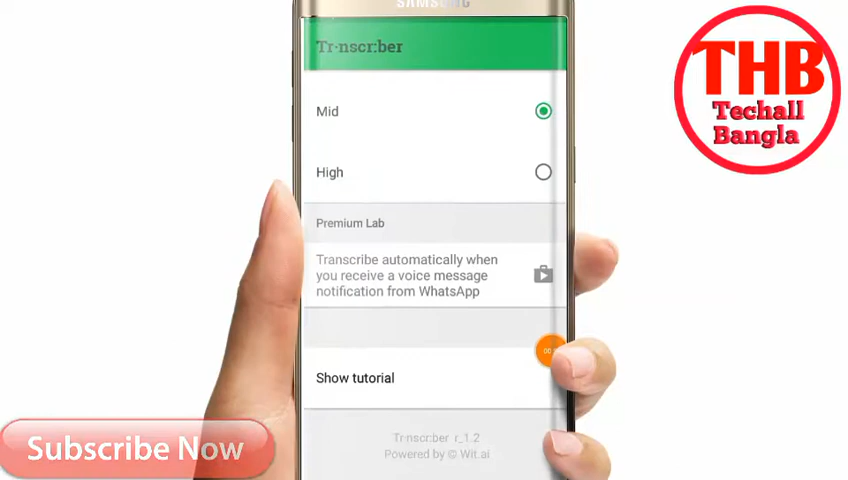 SAMSUNG
Tr·nscr:ber
Mid
High
Premium Lab
Transcribe automatically when
you receive a voice message
notification from WhatsApp
Show tutorial
Tr·nscr:ber r_1.2
Powered by © Wit.ai
THB
Techall
Bangla
Subscribe Now